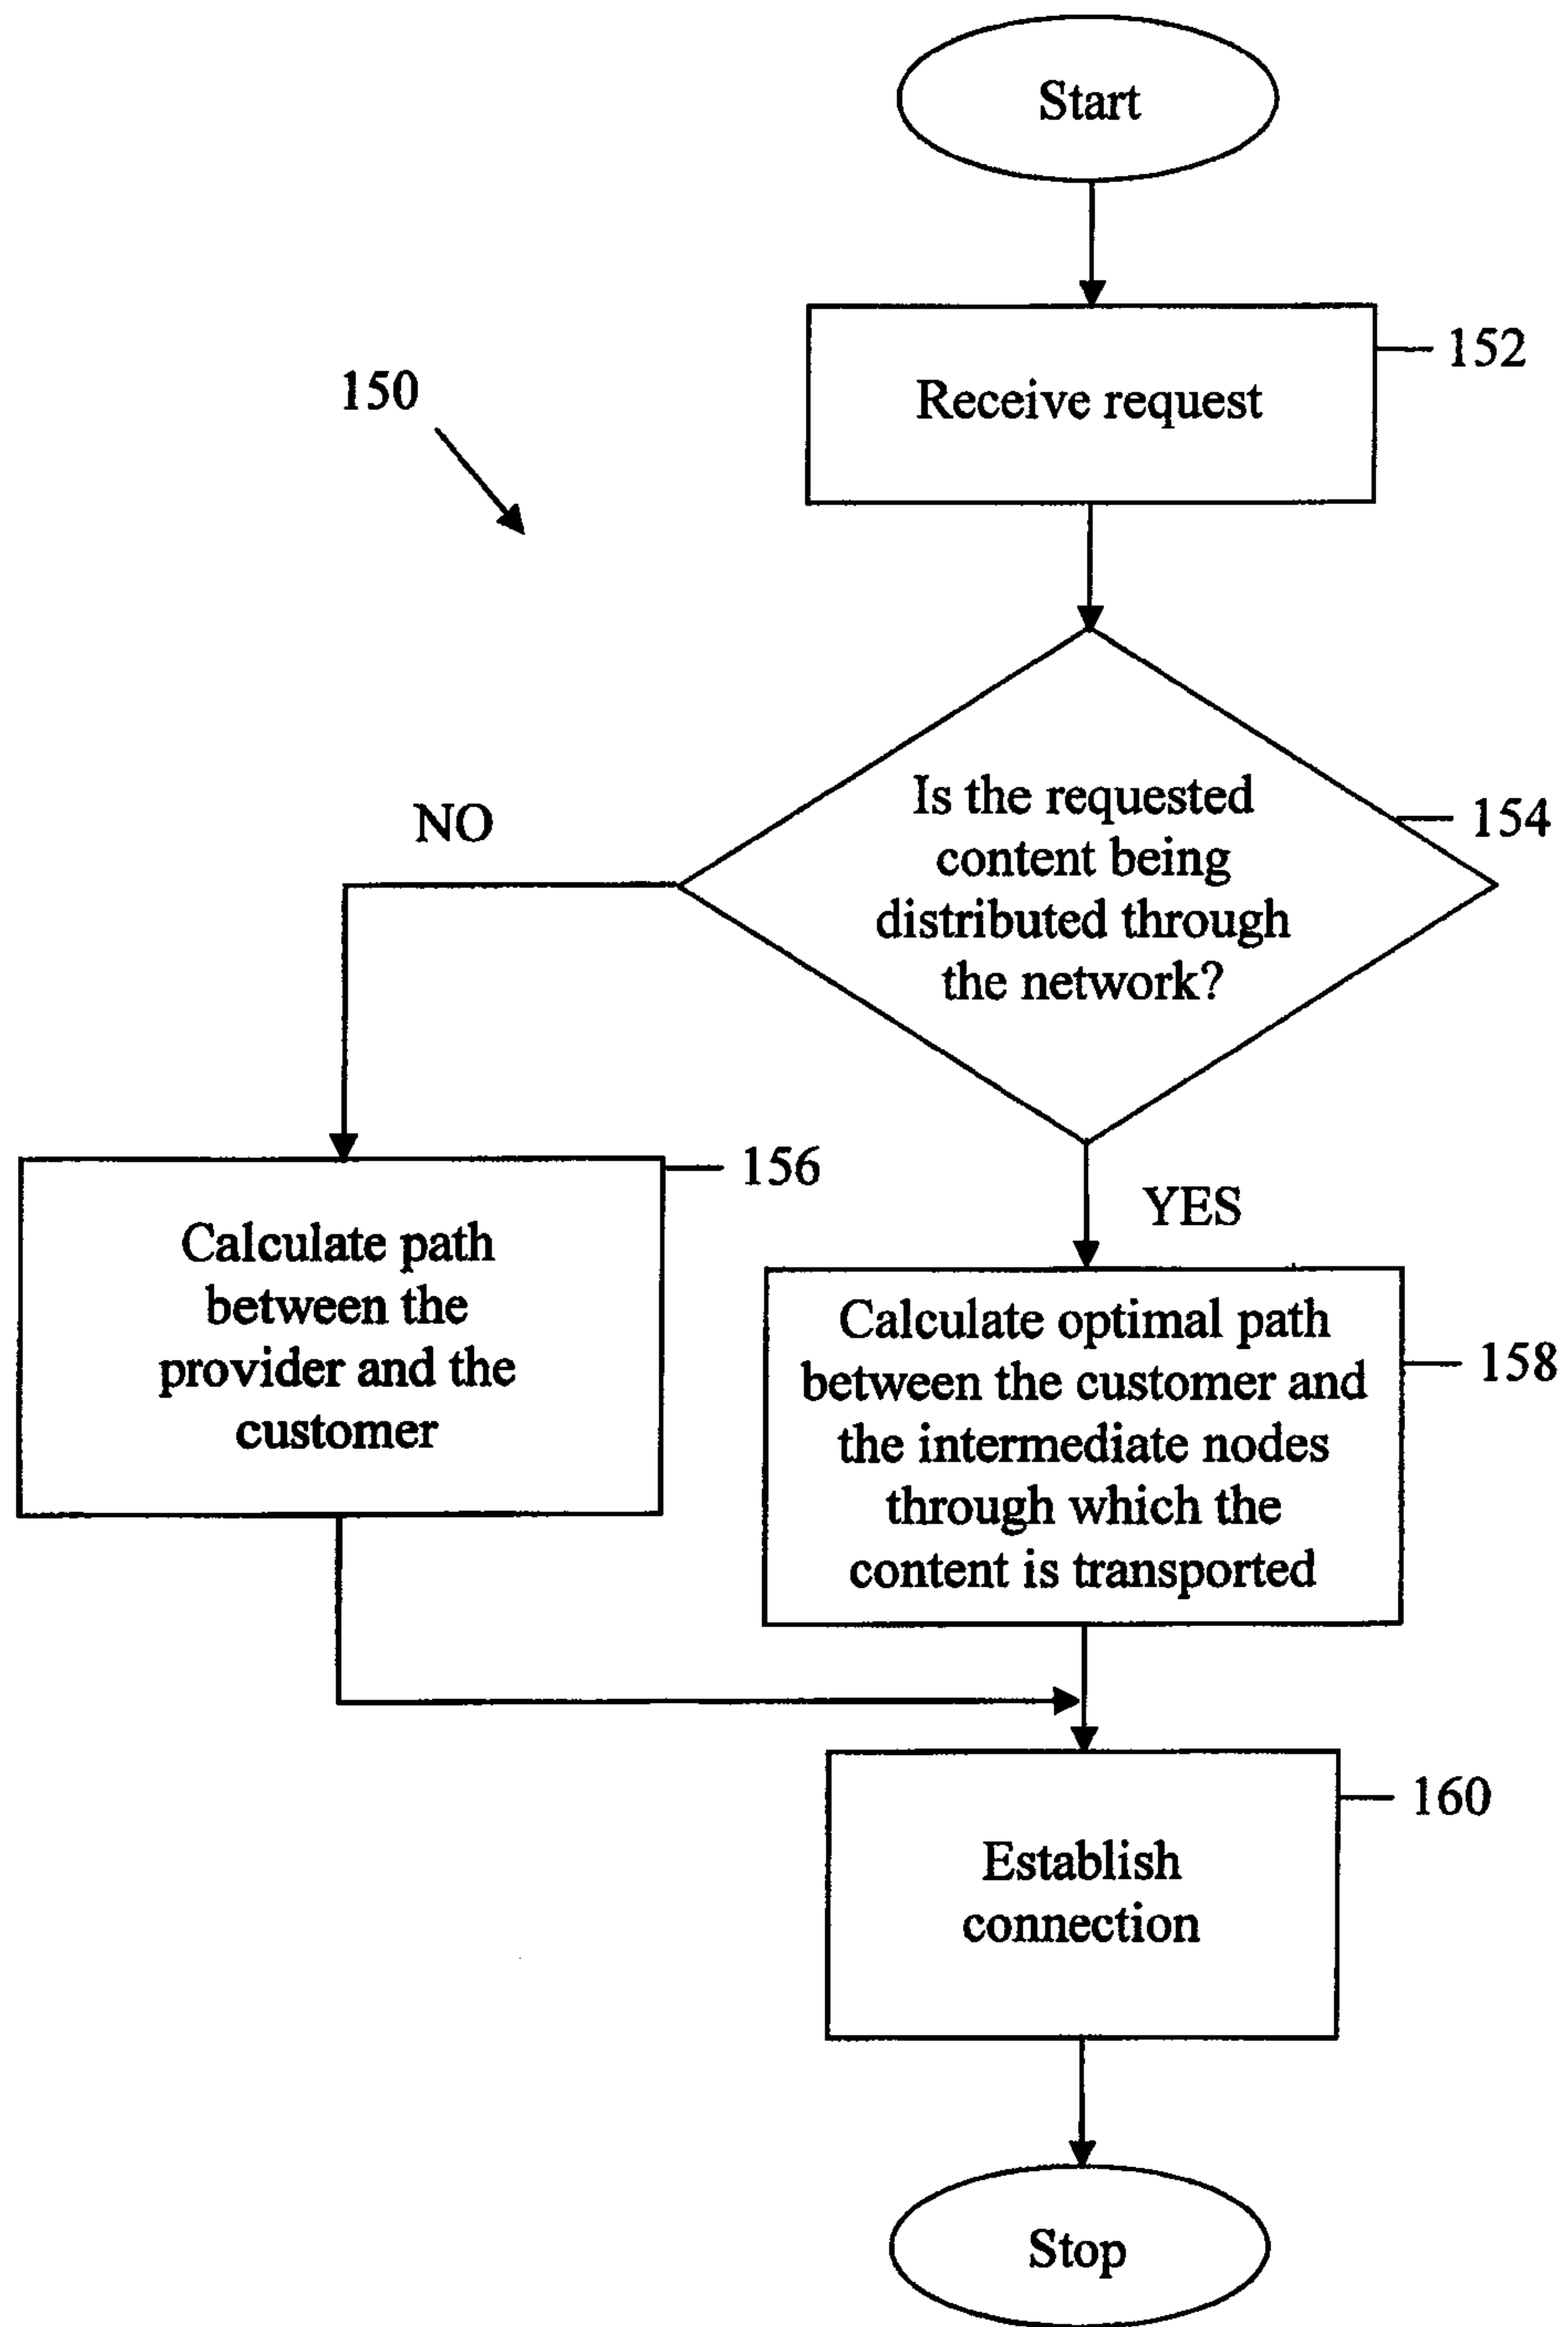 Start
152
Receive request
150
Is the requested
content being
distributed through
the network?
154
NO
YES
156
Calculate path
between the
provider and the
customer
Calculate optimal path
between the customer and
the intermediate nodes
through which the
content is transported
158
160
Establish
connection
Stop